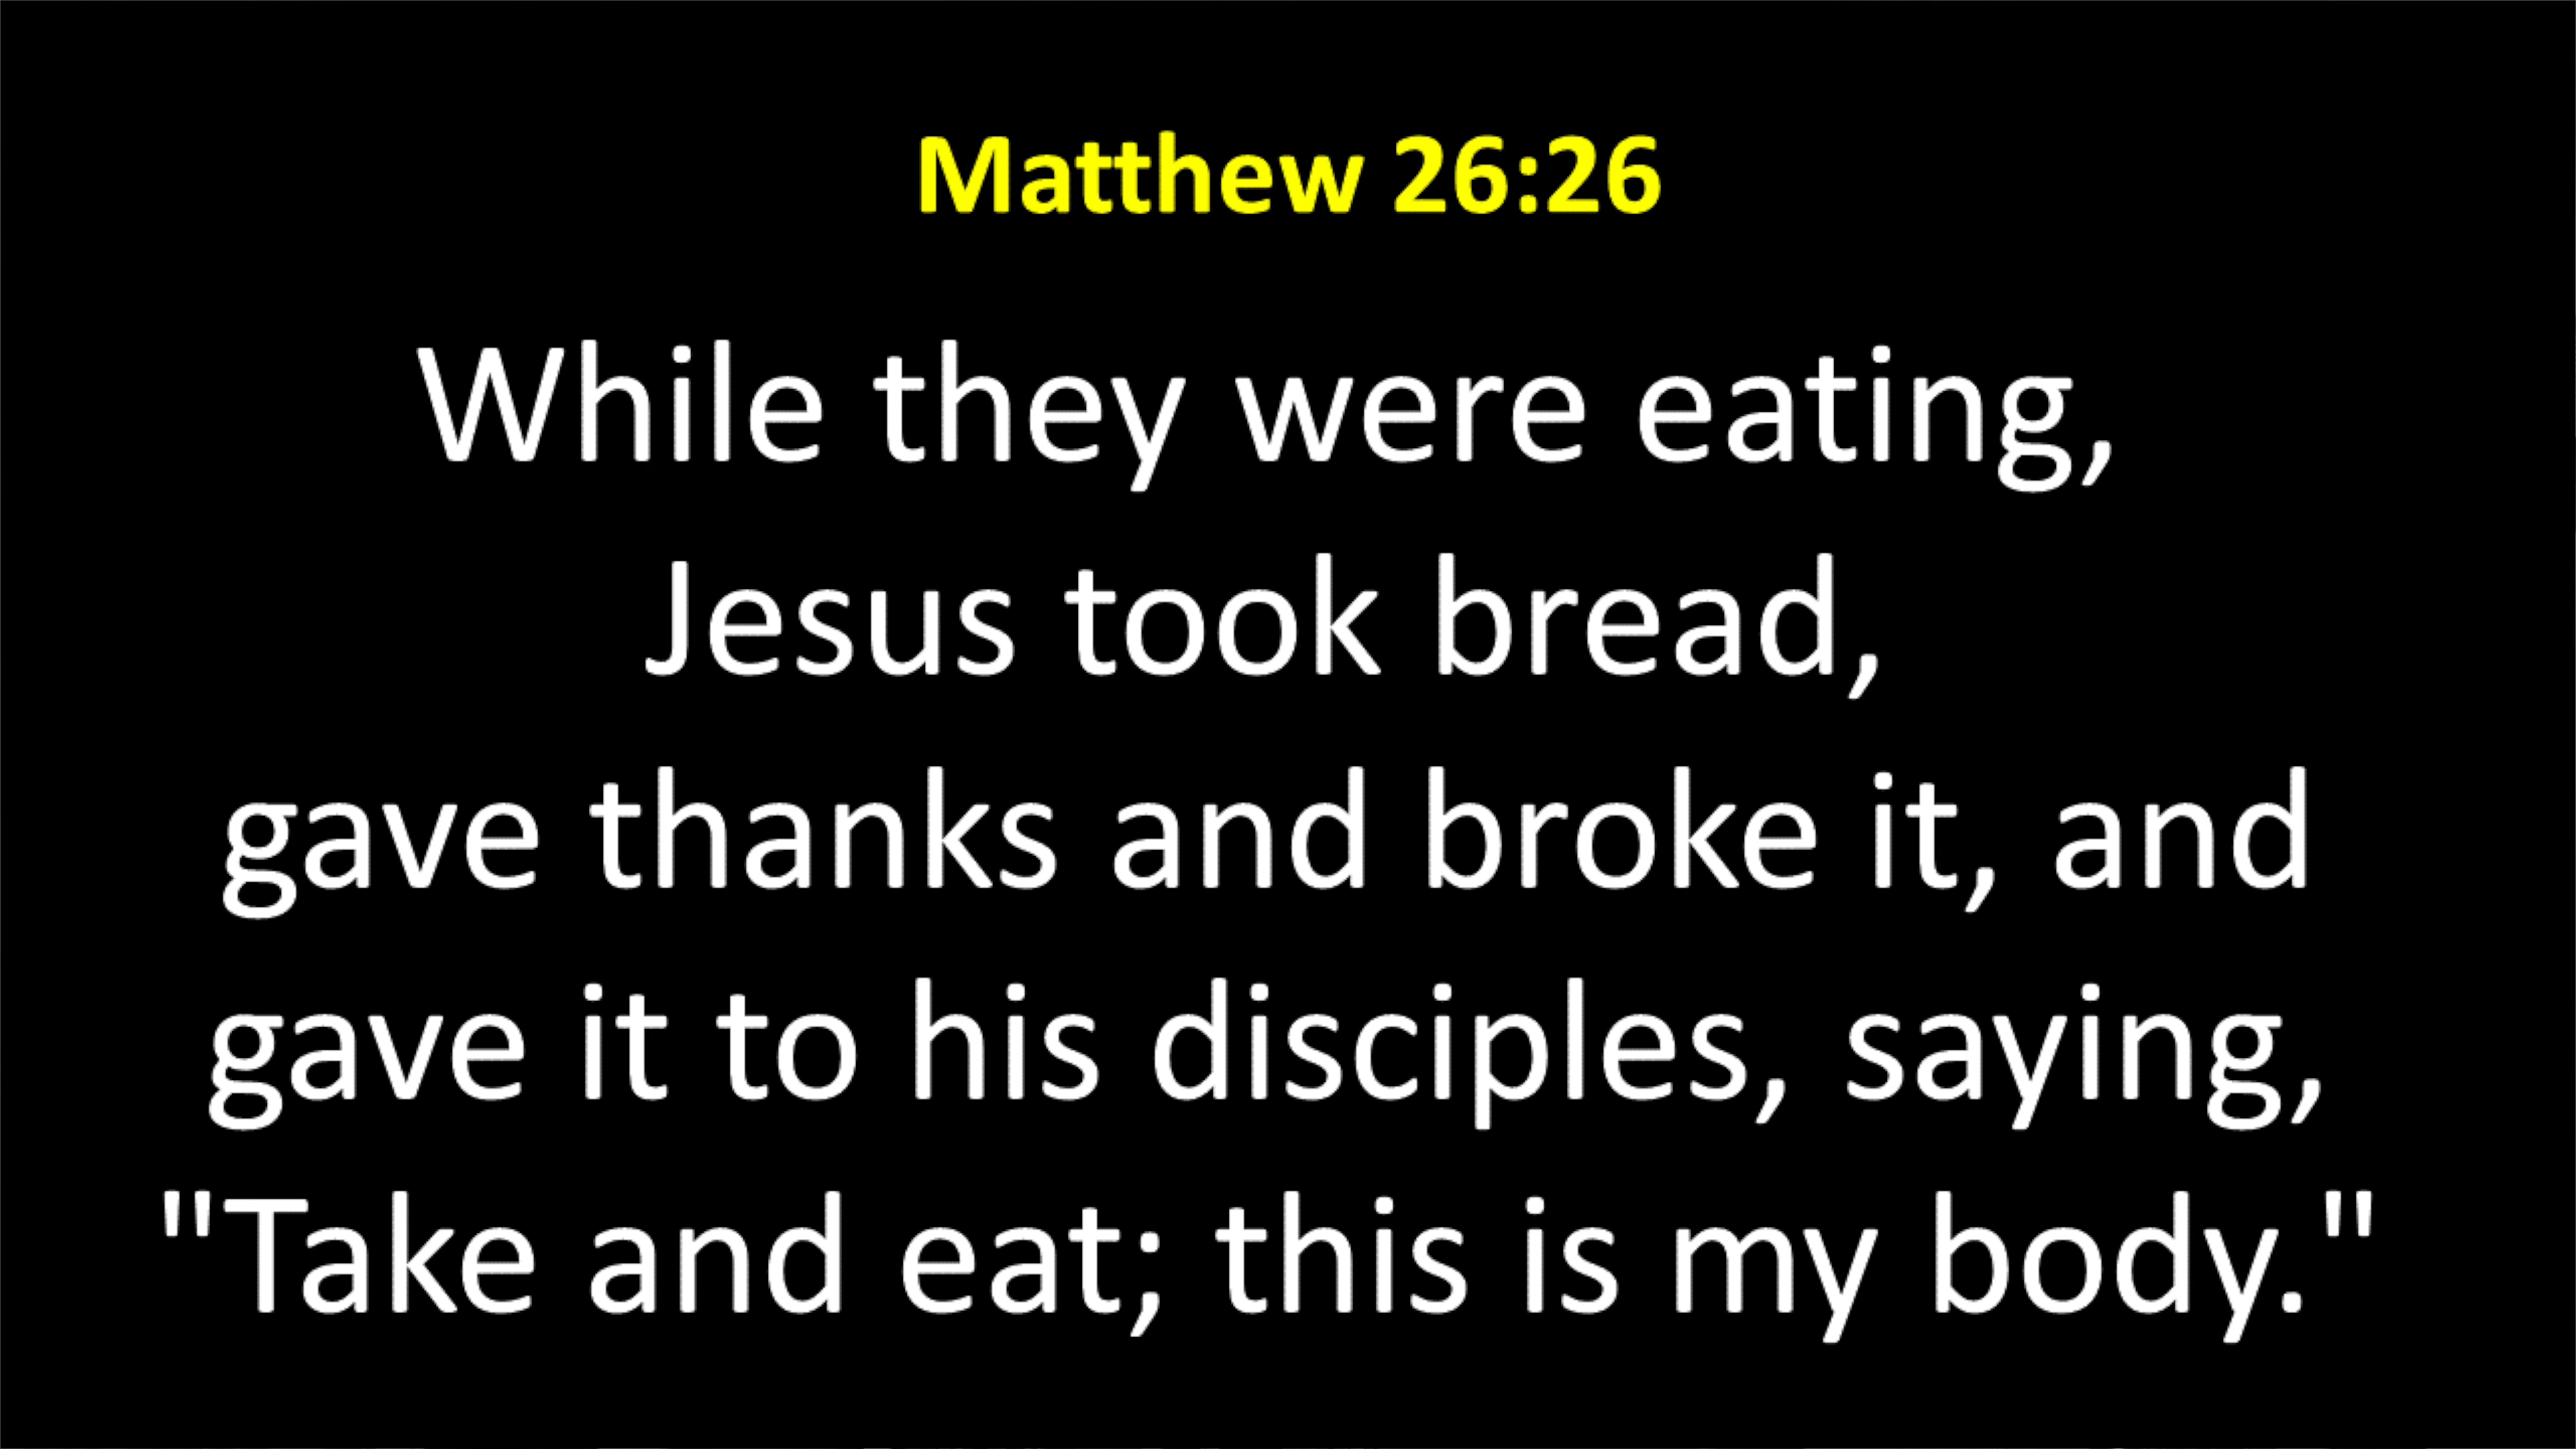 Matthew 26:26
While they were eating,
Jesus took bread,
gave thanks and broke it, and
gave it to his disciples, saying,
"Take and eat; this is my body."